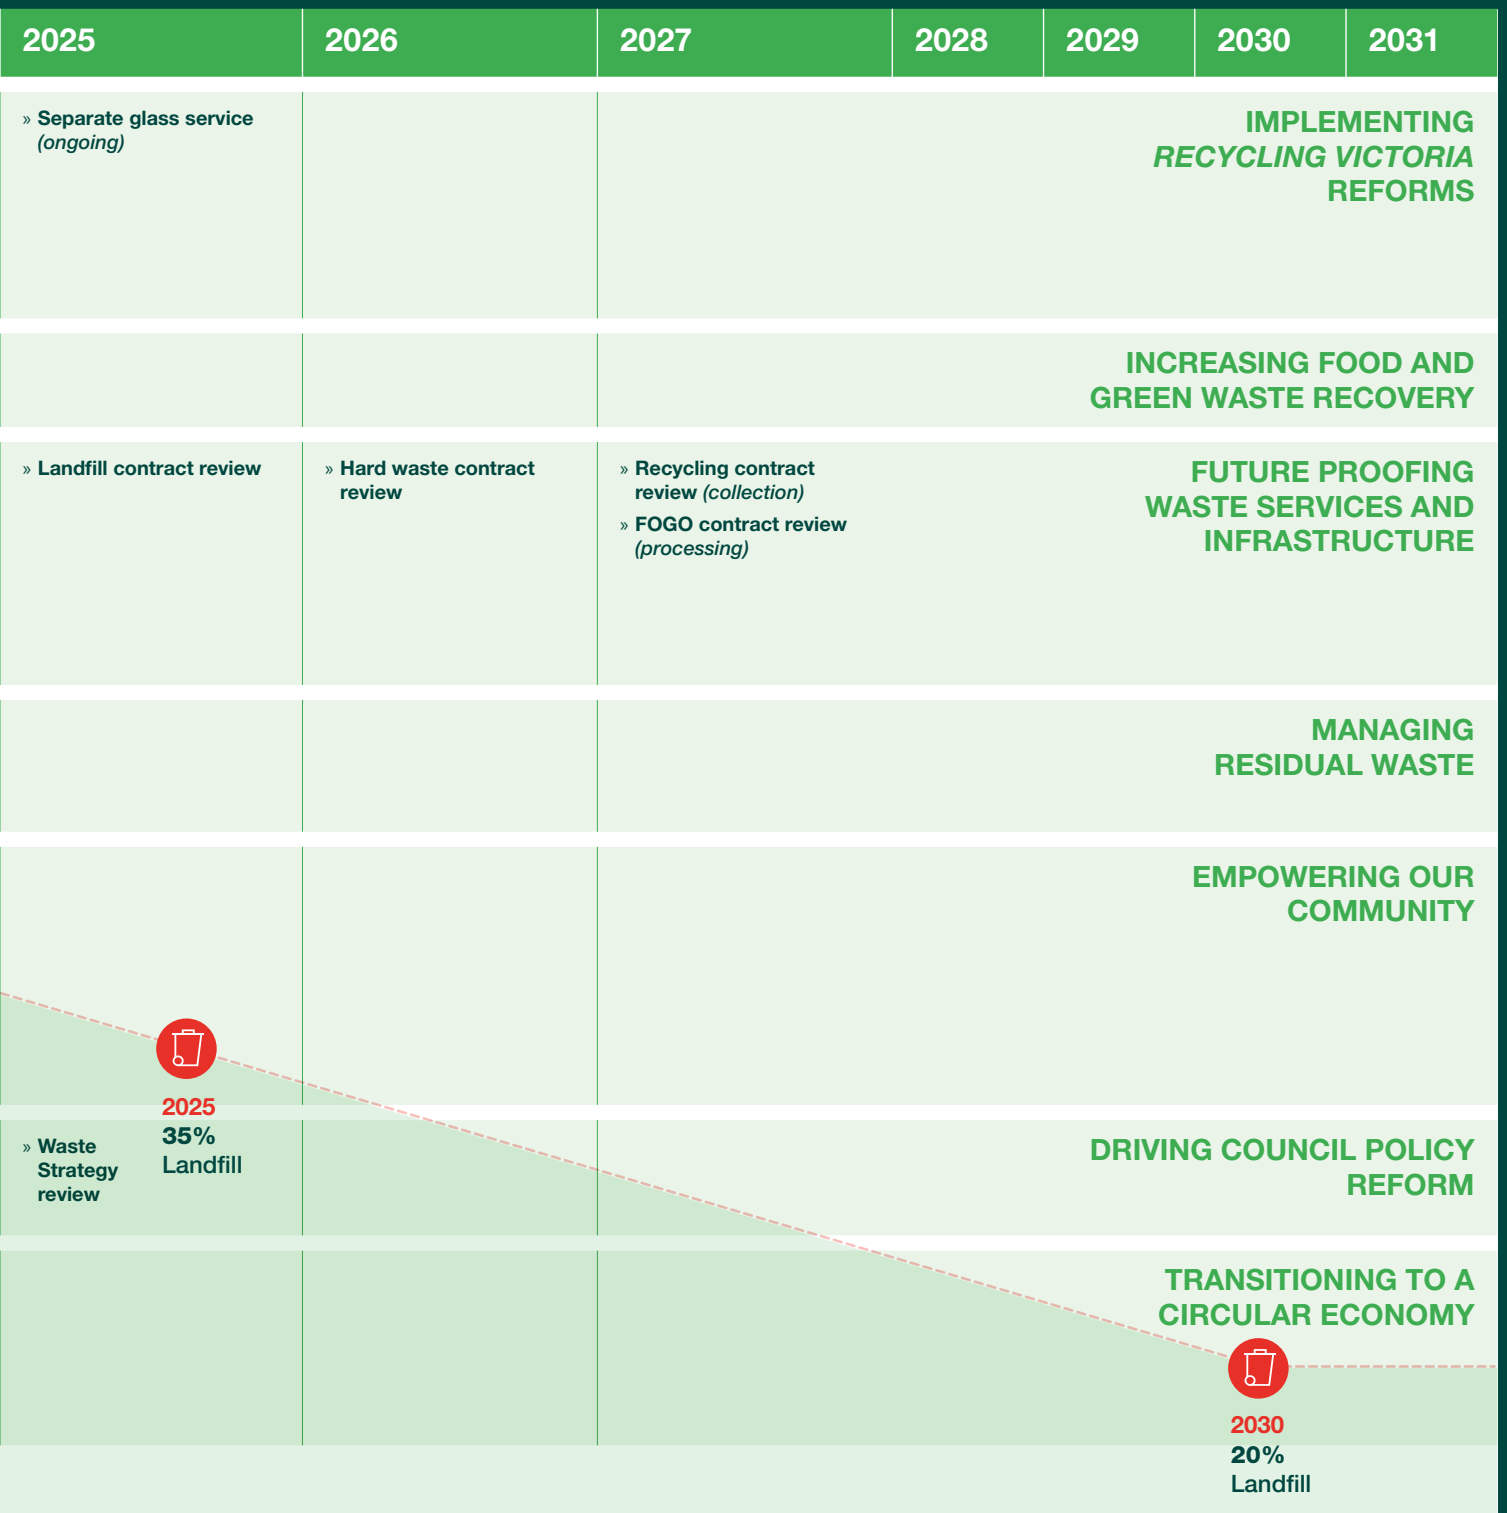 2025 2026 2027 2028 2029 2030 2031
» Separate glass service
(ongoing)
IMPLEMENTING
RECYCLING VICTORIA
REFORMS
INCREASING FOOD AND
GREEN WASTE RECOVERY
» Landfill contract review
» Hard waste contract
review
» Recycling contract
review (collection)
» FOGO contract review
(processing)
FUTURE PROOFING
WASTE SERVICES AND
INFRASTRUCTURE
MANAGING
RESIDUAL WASTE
EMPOWERING OUR
COMMUNITY
2025
35%
Landfill
» Waste
Strategy
review
DRIVING COUNCIL POLICY
REFORM
TRANSITIONING TO A
CIRCULAR ECONOMY
2030
20%
Landfill